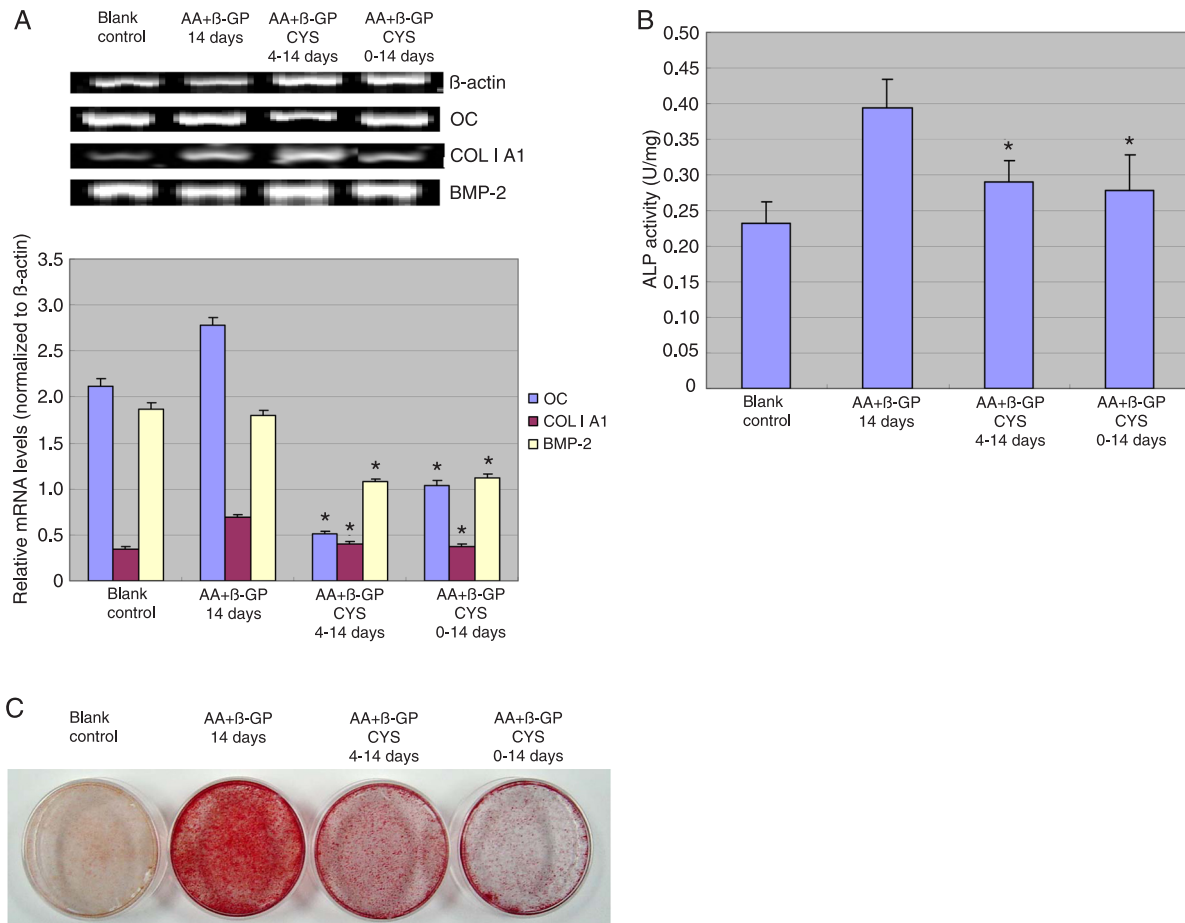 A
Blank
control
AA+ß-GP
14 days
AA+ß-GP
CYS
4-14 days
AA+ß-GP
CYS
0-14 days
ß-actin
OC
COL I A1
BMP-2
Relative mRNA levels (normalized to ß-actin)
3.5
3.0
2.5
2.0
1.5
1.0
0.5
0
* * *
* * *
Blank
control
AA+ß-GP
14 days
AA+ß-GP
CYS
4-14 days
AA+ß-GP
CYS
0-14 days
OC
COL I A1
BMP-2
B
ALP activity (U/mg)
0.50
0.45
0.40
0.35
0.30
0.25
0.20
0.15
0.10
0.05
0
*
*
Blank
control
AA+ß-GP
14 days
AA+ß-GP
CYS
4-14 days
AA+ß-GP
CYS
0-14 days
C
Blank
control
AA+ß-GP
14 days
AA+ß-GP
CYS
4-14 days
AA+ß-GP
CYS
0-14 days